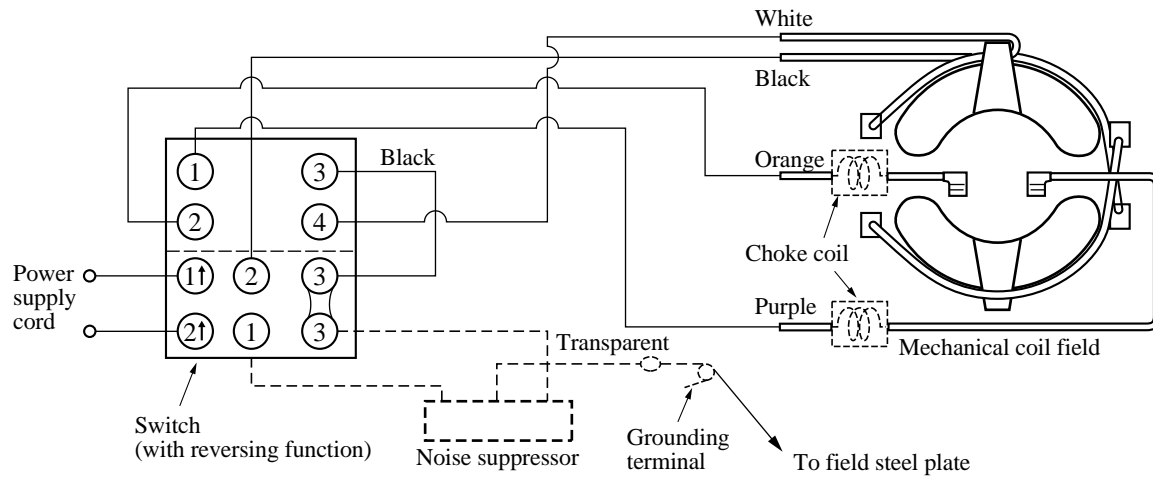 White
Black
Orange
Choke coil
Purple
Mechanical coil field
Black
1
3
2
4
1↑
2
3
2↑
1
3
Power
supply
cord
Switch
(with reversing function)
Transparent
Noise suppressor
Grounding
terminal
To field steel plate